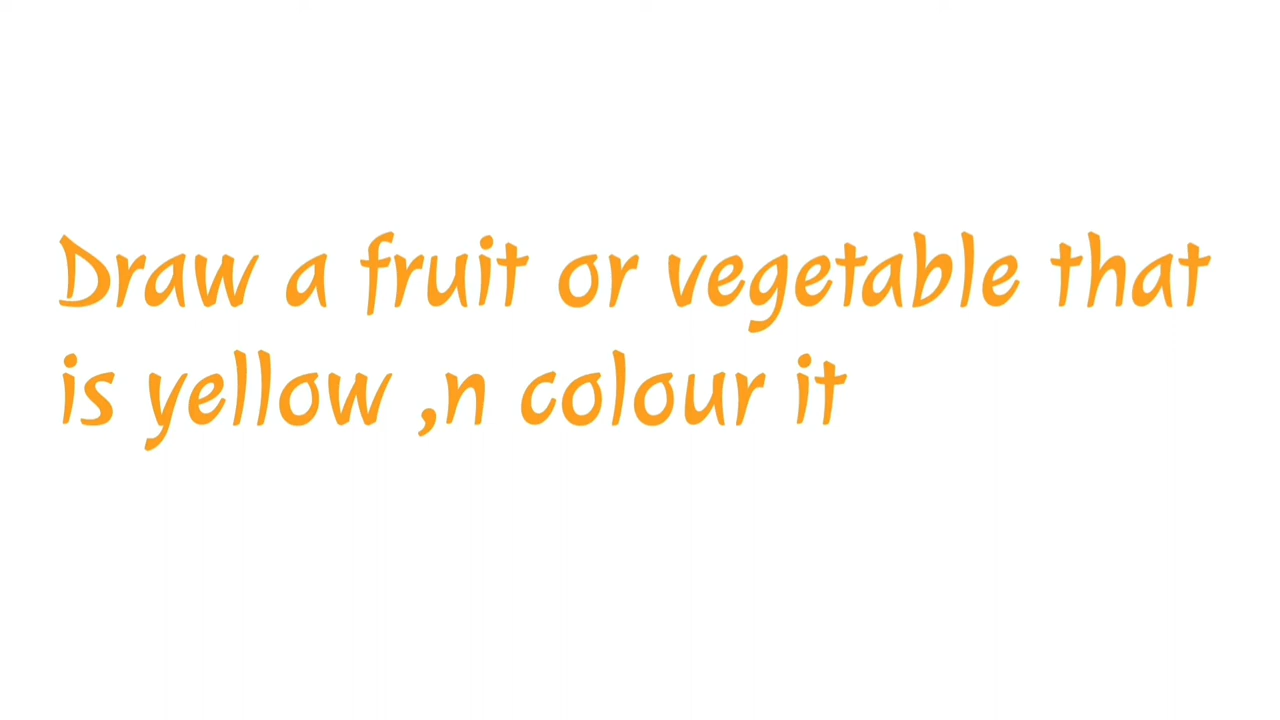 Draw a fruit or vegetable that
is yellow ,n colour it